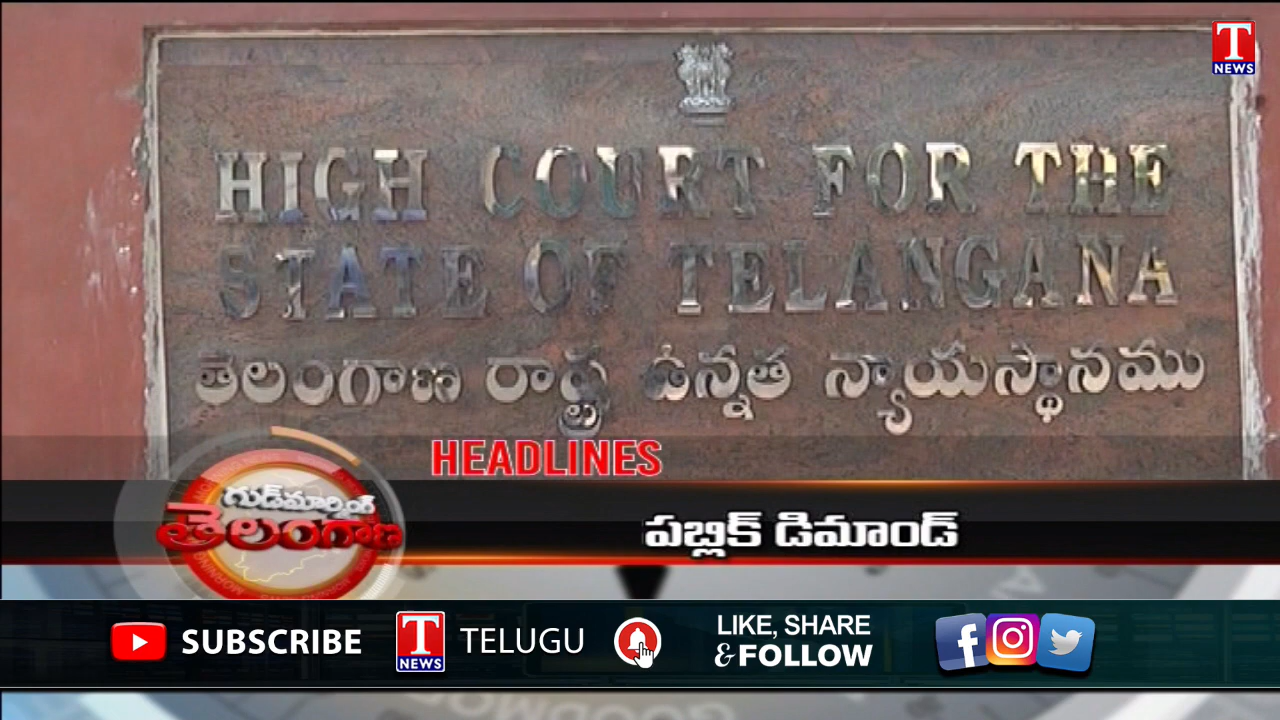 T
NEWS
HIGH COURT FOR THE
STATE OF TELANGANA
తెలంగాణ రాష్ట్ర ఉన్నత న్యాయస్థానము
HEADLINES
గుడ్‌మార్నింగ్
తెలంగాణ
పబ్లిక్ డిమాండ్
SUBSCRIBE
T
NEWS
TELUGU
LIKE, SHARE
& FOLLOW